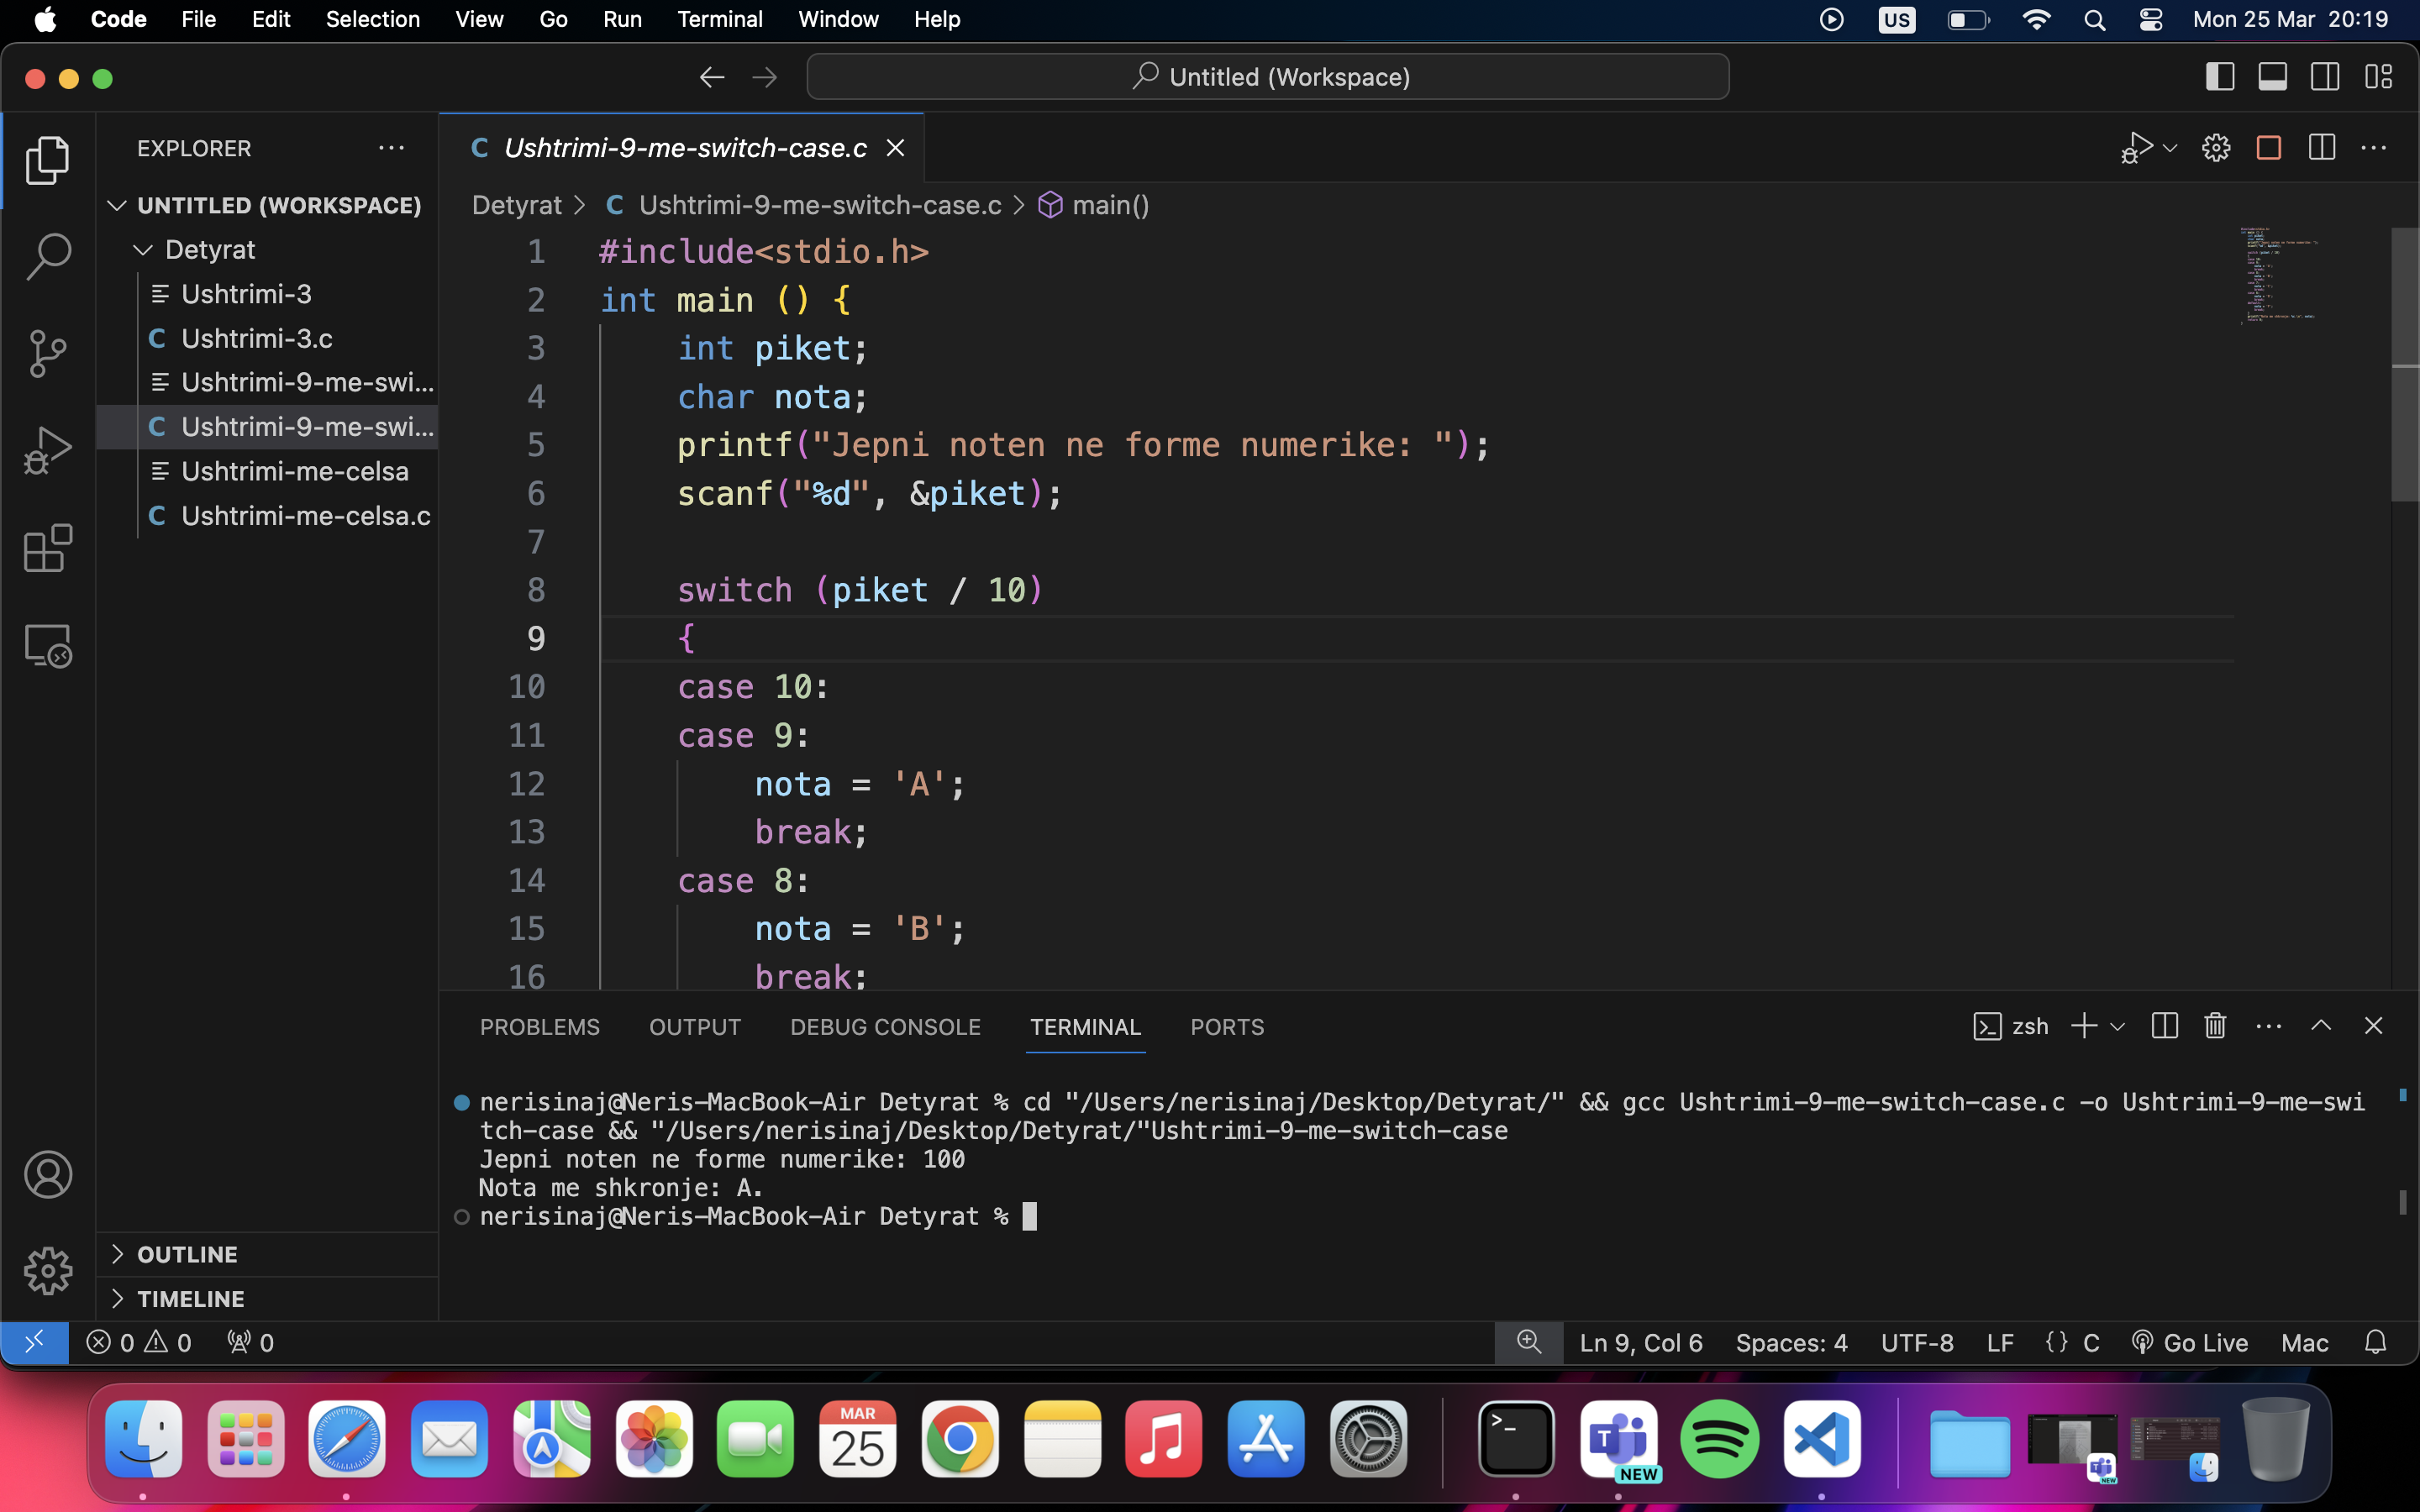 Code File Edit Selection View Go Run Terminal Window Help US Mon 25 Mar 20:19
Untitled (Workspace)
EXPLORER
UNTITLED (WORKSPACE)
Detyrat
Ushtrimi-3
C Ushtrimi-3.c
Ushtrimi-9-me-swi...
C Ushtrimi-9-me-swi...
Ushtrimi-me-celsa
C Ushtrimi-me-celsa.c
OUTLINE
TIMELINE
C Ushtrimi-9-me-switch-case.c
Detyrat > C Ushtrimi-9-me-switch-case.c > main()
1 #include<stdio.h>
2 int main () {
3 int piket;
4 char nota;
5 printf("Jepni noten ne forme numerike: ");
6 scanf("%d", &piket);
7
8 switch (piket / 10)
9 {
10 case 10:
11 case 9:
12 nota = 'A';
13 break;
14 case 8:
15 nota = 'B';
16 break;
PROBLEMS OUTPUT DEBUG CONSOLE TERMINAL PORTS zsh
nerisinaj@Neris-MacBook-Air Detyrat % cd "/Users/nerisinaj/Desktop/Detyrat/" && gcc Ushtrimi-9-me-switch-case.c -o Ushtrimi-9-me-swi
tch-case && "/Users/nerisinaj/Desktop/Detyrat/"Ushtrimi-9-me-switch-case
Jepni noten ne forme numerike: 100
Nota me shkronje: A.
nerisinaj@Neris-MacBook-Air Detyrat %
0 0 0 Ln 9, Col 6 Spaces: 4 UTF-8 LF {} C Go Live Mac
MAR
25
>_
T
NEW
NEW